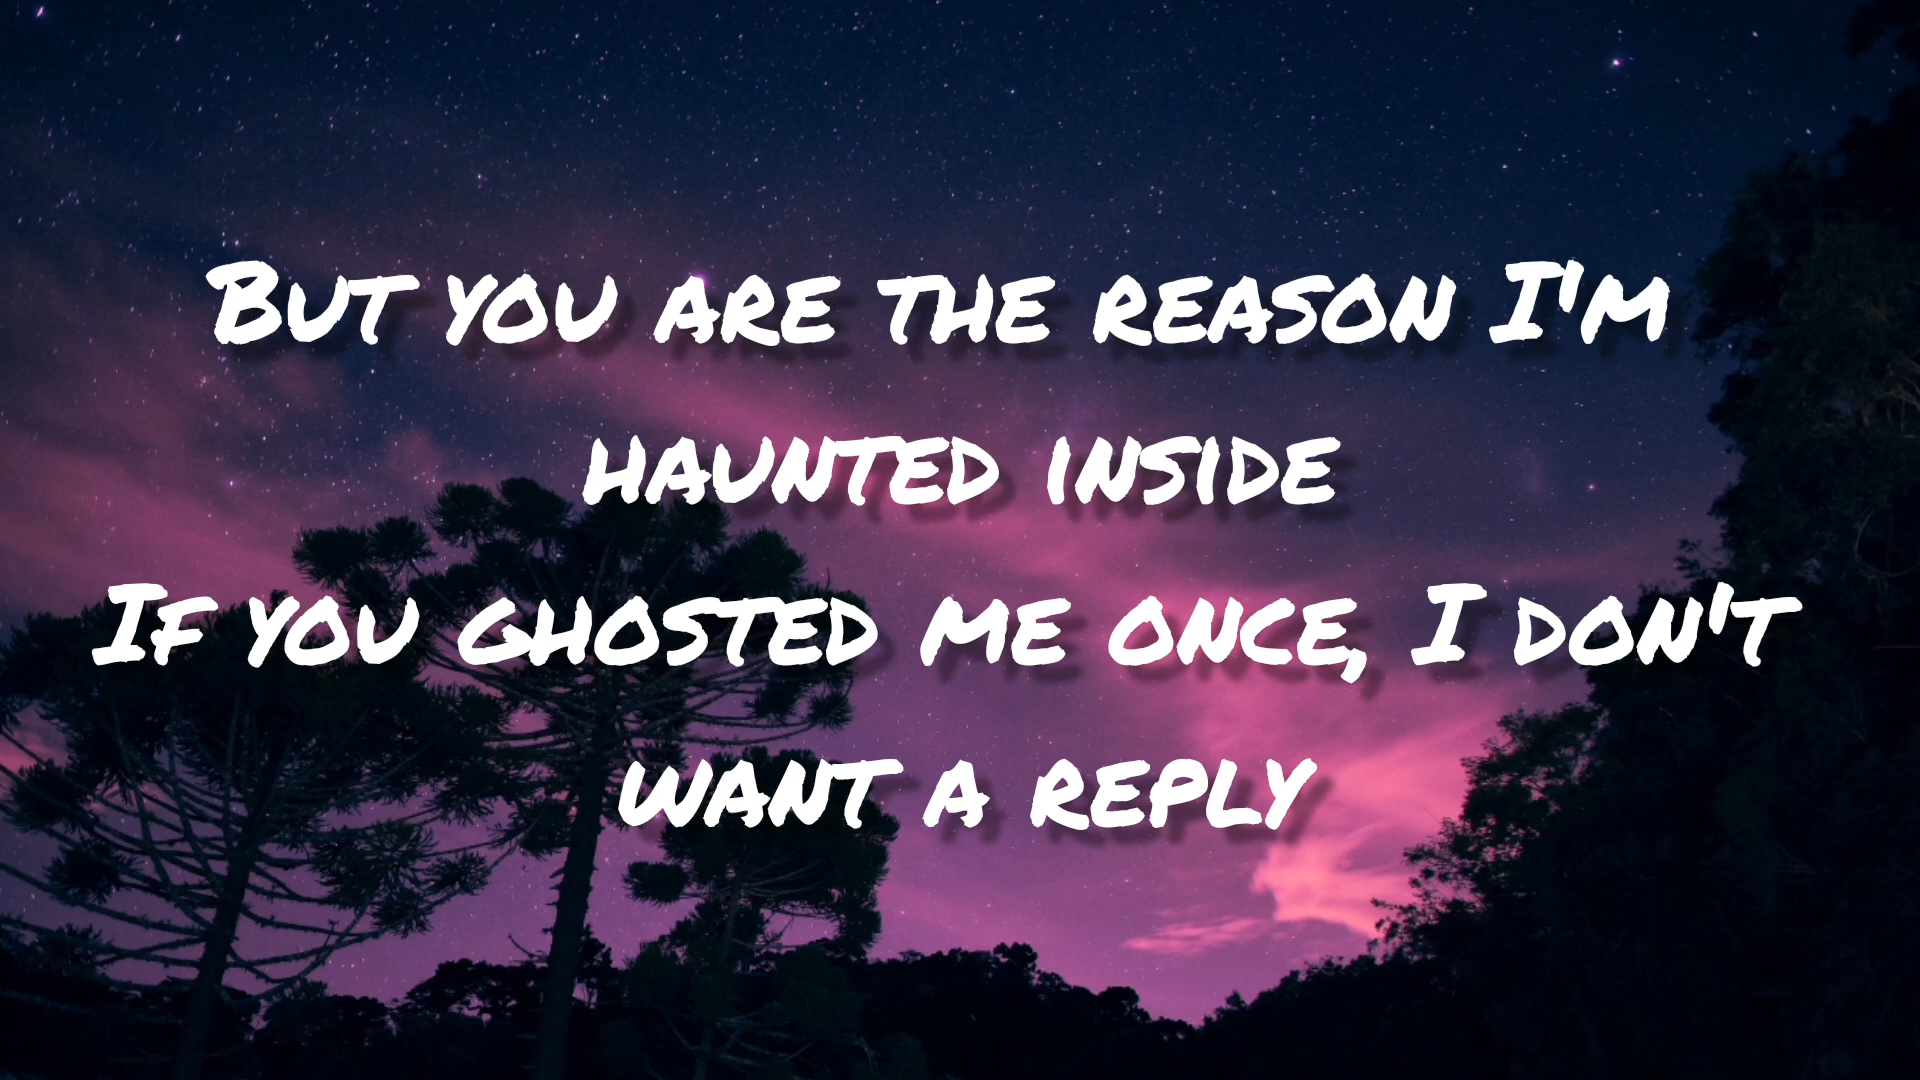 But you are the reason I'm
haunted inside
If you ghosted me once, I don't
want a reply